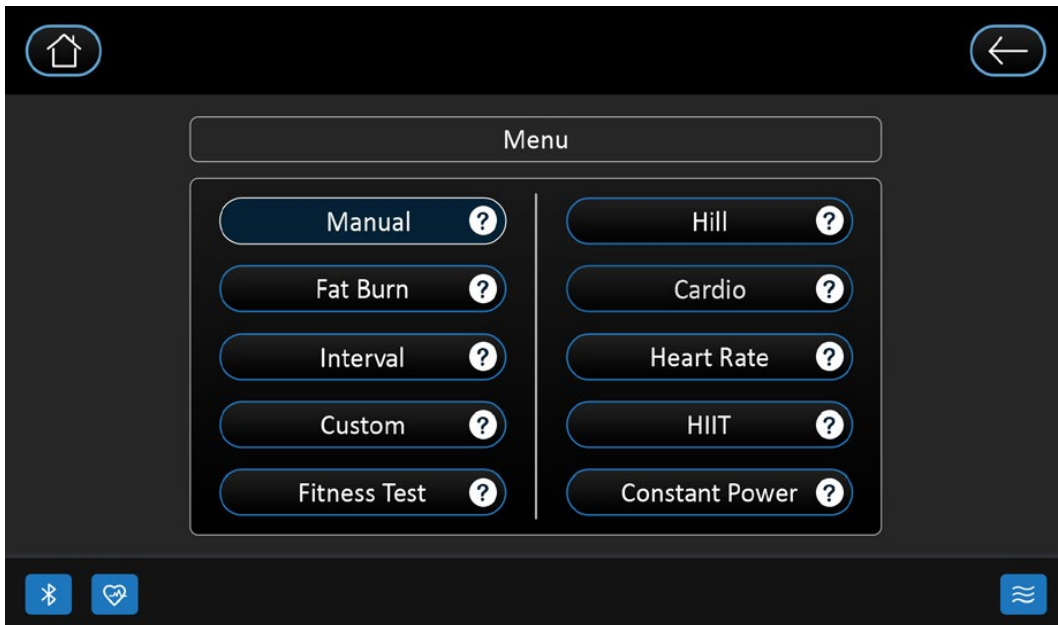 Menu
Manual ?
Fat Burn ?
Interval ?
Custom ?
Fitness Test ?
Hill ?
Cardio ?
Heart Rate ?
HIIT ?
Constant Power ?